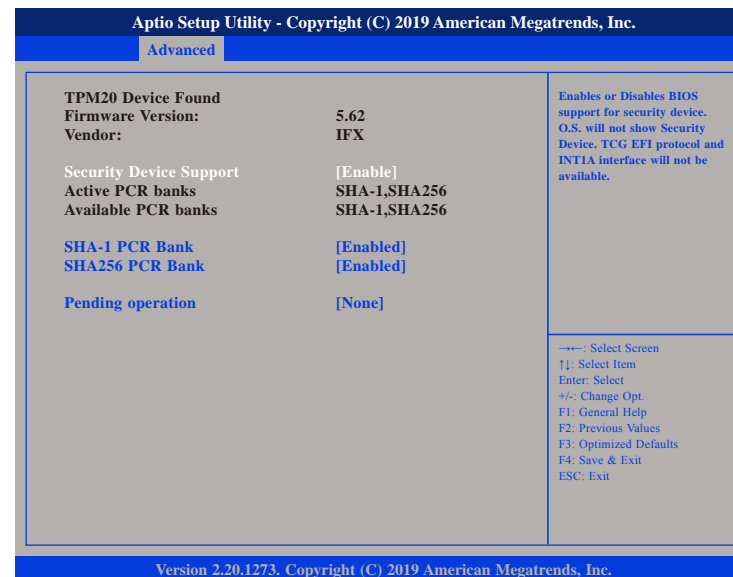 Aptio Setup Utility - Copyright (C) 2019 American Megatrends, Inc.
Advanced
TPM20 Device Found
Firmware Version: 5.62
Vendor: IFX
Security Device Support [Enable]
Active PCR banks SHA-1,SHA256
Available PCR banks SHA-1,SHA256
SHA-1 PCR Bank [Enabled]
SHA256 PCR Bank [Enabled]
Pending operation [None]
Enables or Disables BIOS
support for security device.
O.S. will not show Security
Device. TCG EFI protocol and
INT1A interface will not be
available.
→←: Select Screen
↑↓: Select Item
Enter: Select
+/-: Change Opt.
F1: General Help
F2: Previous Values
F3: Optimized Defaults
F4: Save & Exit
ESC: Exit
Version 2.20.1273. Copyright (C) 2019 American Megatrends, Inc.